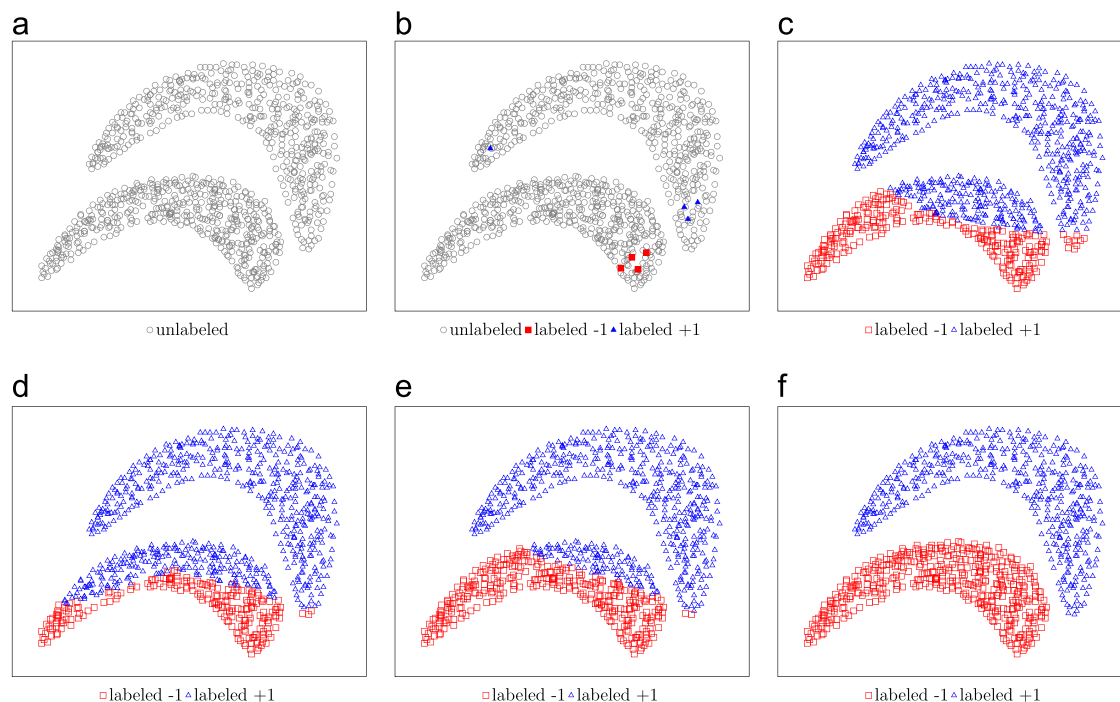 a
b
c
unlabeled
unlabeled labeled -1 labeled +1
labeled -1 labeled +1
d
e
f
labeled -1 labeled +1
labeled -1 labeled +1
labeled -1 labeled +1